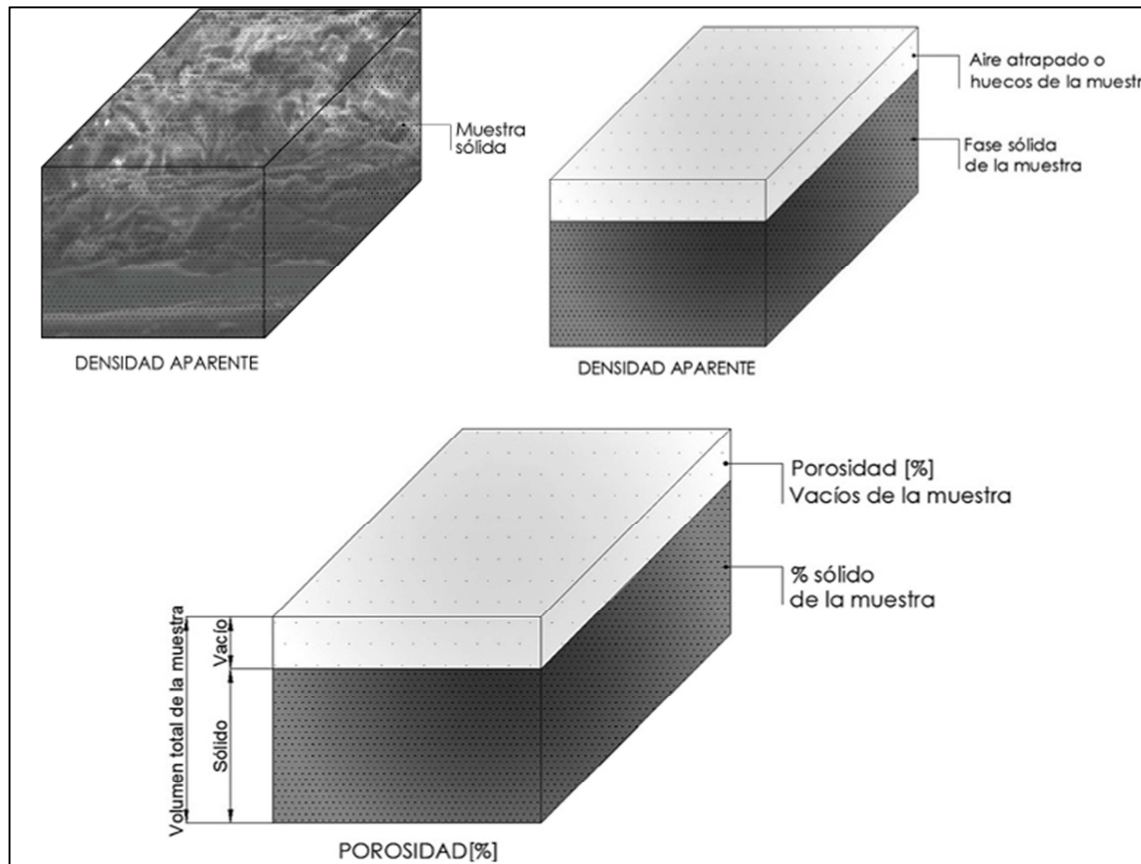 Muestra
sólida
DENSIDAD APARENTE
Aire atrapado o
huecos de la muestr
Fase sólida
de la muestra
DENSIDAD APARENTE
Porosidad [%]
Vacíos de la muestra
% sólido
de la muestra
Volumen total de la muestra
Vacío
Sólido
POROSIDAD[%]